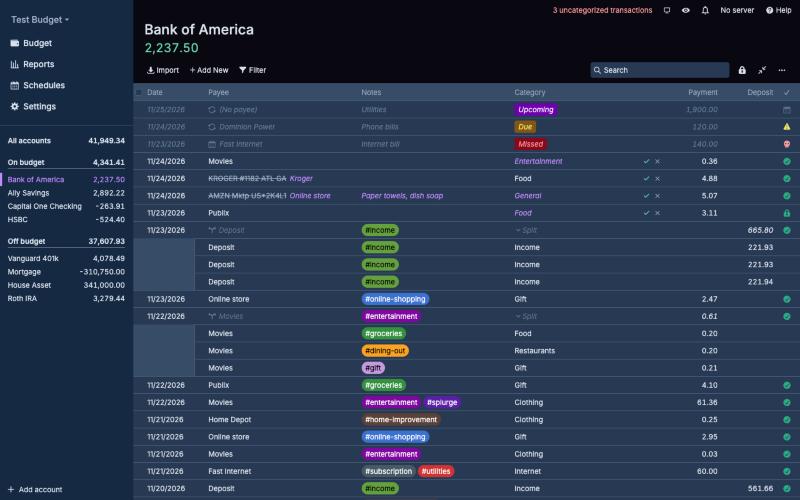 Test Budget
Budget
Reports
Schedules
Settings
All accounts 41,949.34
On budget 4,341.41
Bank of America 2,237.50
Ally Savings 2,892.22
Capital One Checking -263.91
HSBC -524.40
Off budget 37,607.93
Vanguard 401k 4,078.49
Mortgage -310,750.00
House Asset 341,000.00
Roth IRA 3,279.44
+ Add account
3 uncategorized transactions No server Help
Bank of America
2,237.50
Import + Add New Filter Search
Date Payee Notes Category Payment Deposit
11/25/2026 (No payee) Utilities Upcoming 1,900.00
11/24/2026 Dominion Power Phone bills Due 120.00
11/23/2026 Fast Internet Internet bill Missed 140.00
11/24/2026 Movies Entertainment 0.36
11/24/2026 KROGER #1182 ATL GA Kroger Food 4.88
11/24/2026 AMZN Mktp US*2K4L1 Online store Paper towels, dish soap General 5.07
11/23/2026 Publix Food 3.11
11/23/2026 Deposit #income Split 665.80
Deposit #income Income 221.93
Deposit #income Income 221.93
Deposit #income Income 221.94
11/23/2026 Online store #online-shopping Gift 2.47
11/22/2026 Movies #entertainment Split 0.61
Movies #groceries Food 0.20
Movies #dining-out Restaurants 0.20
Movies #gift Gift 0.21
11/22/2026 Publix #groceries Gift 4.10
11/22/2026 Movies #entertainment #splurge Clothing 61.36
11/21/2026 Home Depot #home-improvement Clothing 0.25
11/21/2026 Online store #online-shopping Gift 2.95
11/21/2026 Movies #entertainment Clothing 0.03
11/21/2026 Fast Internet #subscription #utilities Internet 60.00
11/20/2026 Deposit #income Income 561.66